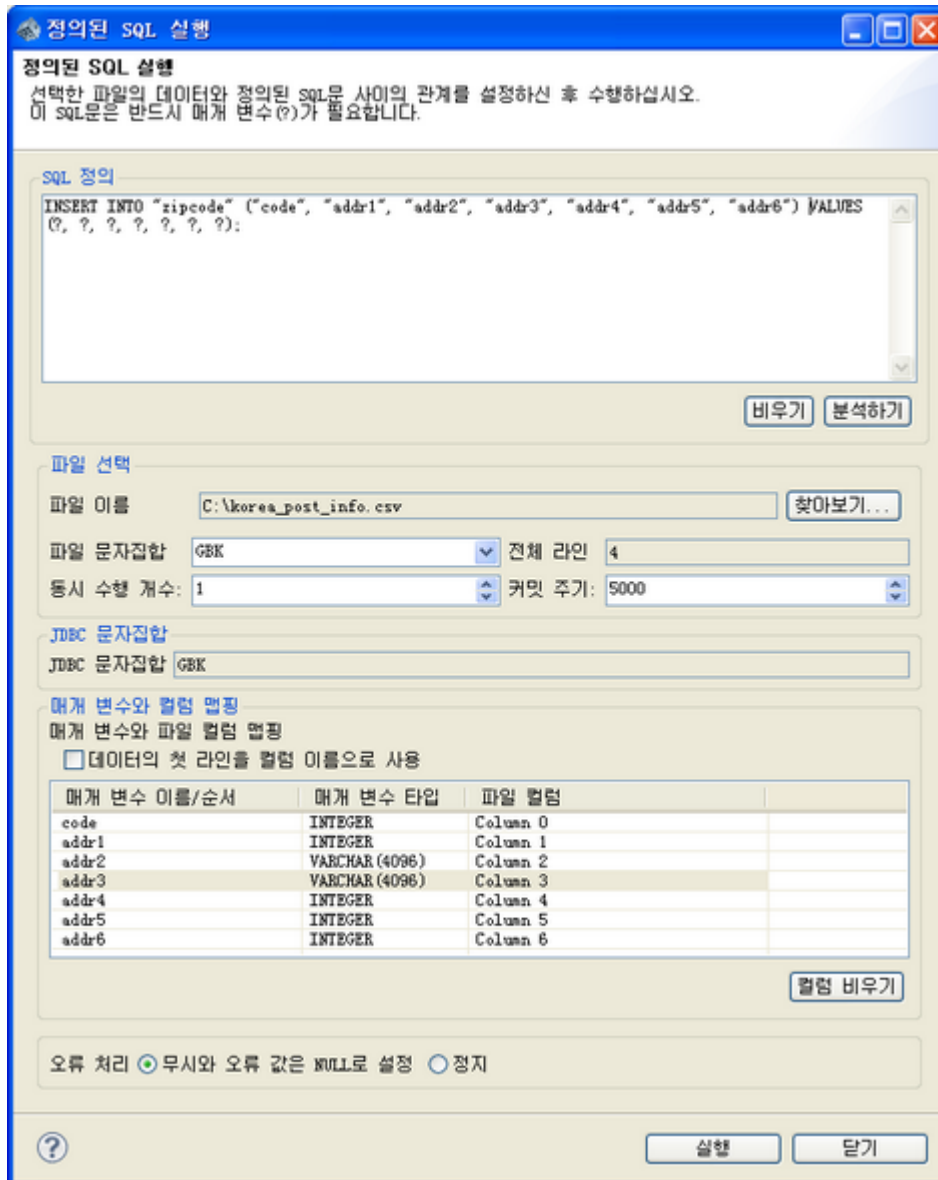 정의된 SQL 실행
정의된 SQL 실행
선택한 파일의 데이터와 정의된 SQL문 사이의 관계를 설정하신 후 수행하십시오.
이 SQL문은 반드시 매개 변수(?)가 필요합니다.
SQL 정의
INSERT INTO "zipcode" ("code", "addr1", "addr2", "addr3", "addr4", "addr5", "addr6") VALUES
(?, ?, ?, ?, ?, ?, ?);
비우기 분석하기
파일 선택
파일 이름 C:\korea_post_info.csv 찾아보기...
파일 문자집합 GBK 전체 라인 4
동시 수행 개수: 1 커밋 주기: 5000
JDBC 문자집합
JDBC 문자집합 GBK
매개 변수와 컬럼 맵핑
매개 변수와 파일 컬럼 맵핑
데이터의 첫 라인을 컬럼 이름으로 사용
매개 변수 이름/순서 매개 변수 타입 파일 컬럼
code INTEGER Column 0
addr1 INTEGER Column 1
addr2 VARCHAR(4096) Column 2
addr3 VARCHAR(4096) Column 3
addr4 INTEGER Column 4
addr5 INTEGER Column 5
addr6 INTEGER Column 6
컬럼 비우기
오류 처리 무시와 오류 값은 NULL로 설정 정지
? 실행 닫기